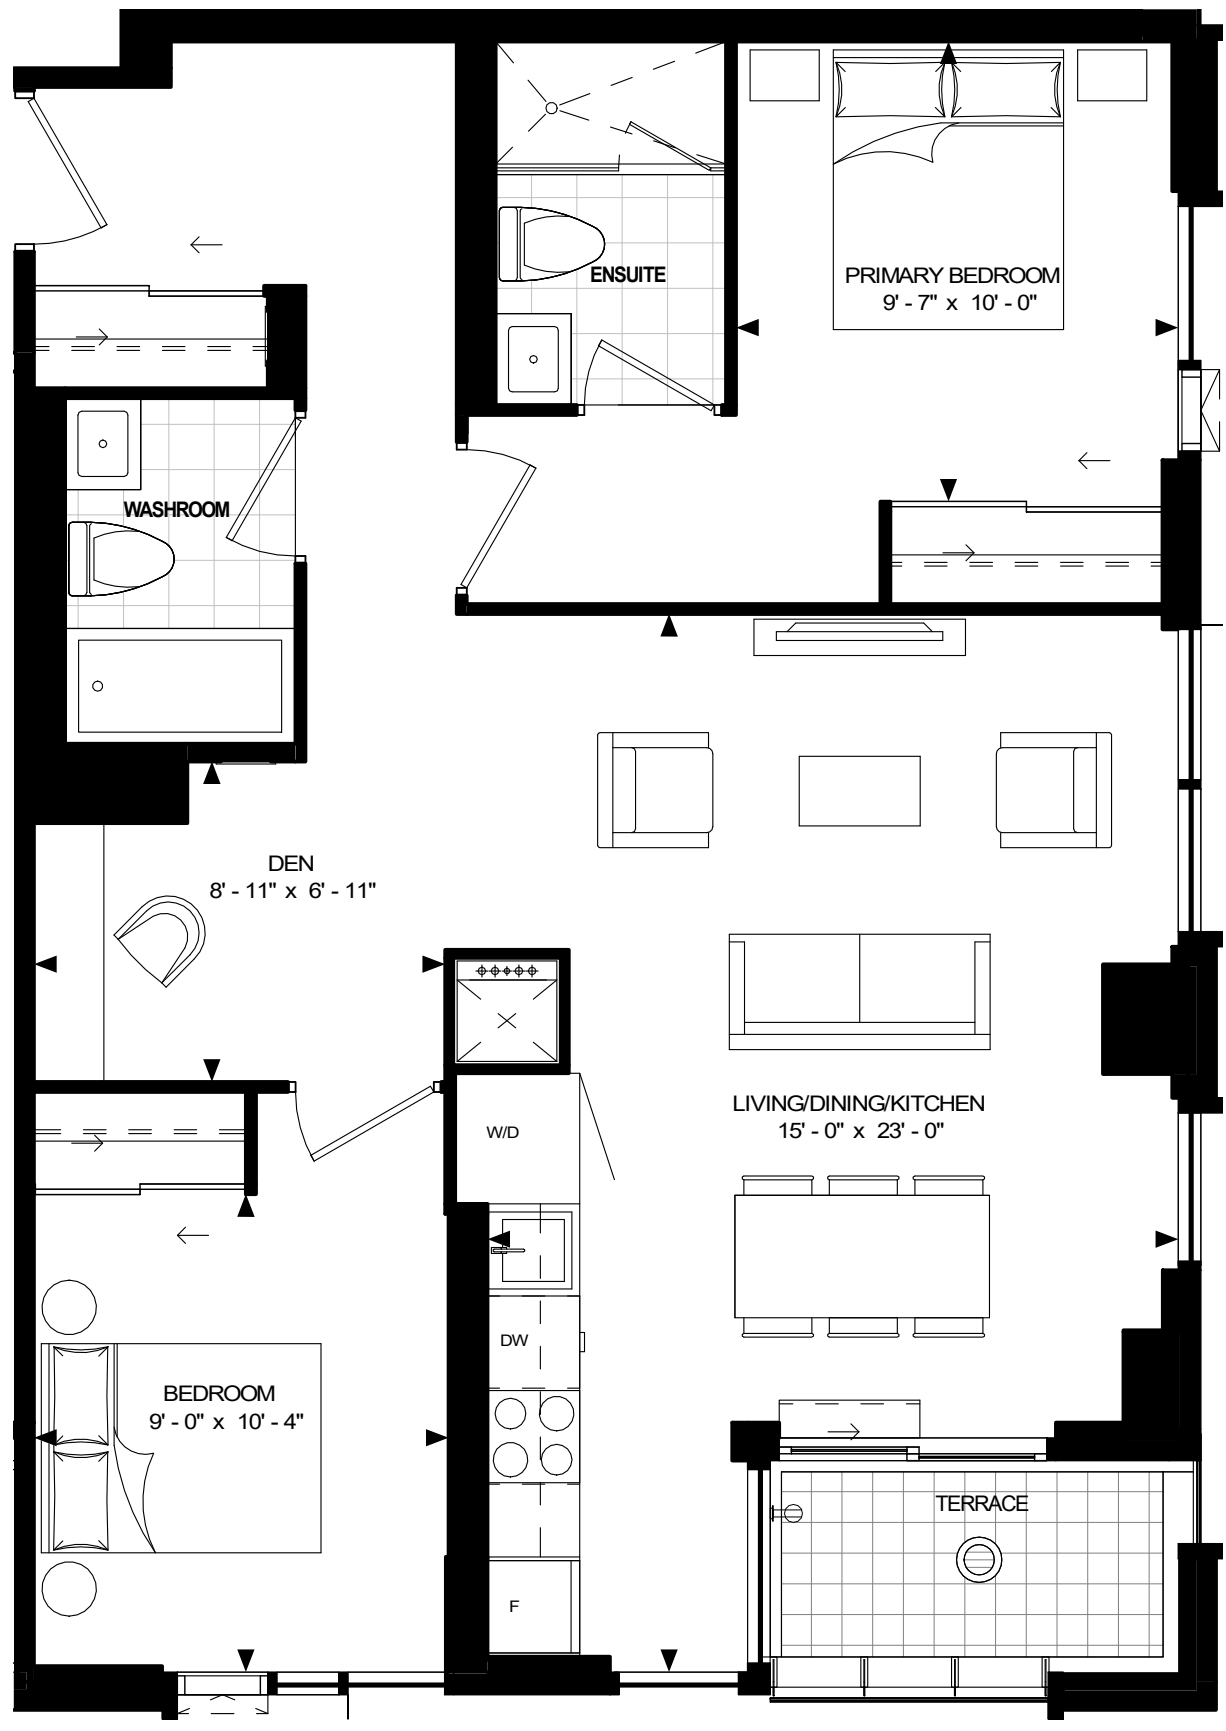 ENSUITE
PRIMARY BEDROOM
9' - 7" x 10' - 0"
WASHROOM
DEN
8' - 11" x 6' - 11"
W/D
LIVING/DINING/KITCHEN
15' - 0" x 23' - 0"
DW
BEDROOM
9' - 0" x 10' - 4"
TERRACE
F